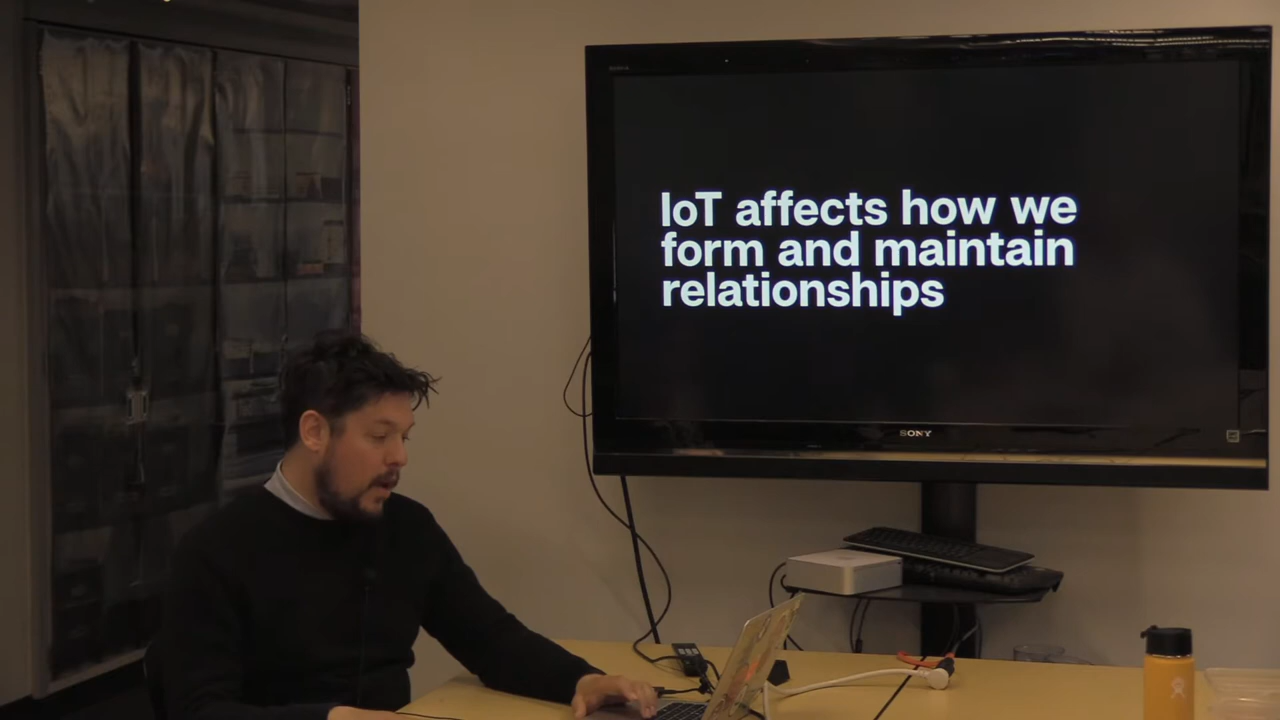 IoT affects how we
form and maintain
relationships
SONY